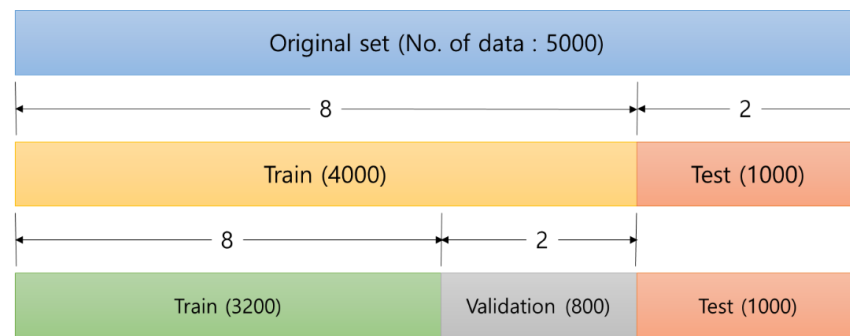 Original set (No. of data : 5000)
8 2
Train (4000) Test (1000)
8 2
Train (3200) Validation (800) Test (1000)